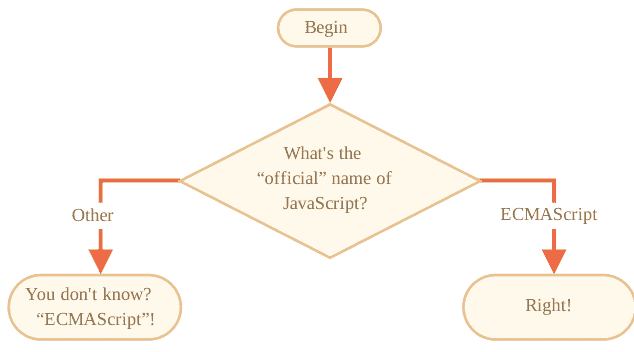 Begin
What's the
“official” name of
JavaScript?
Other
ECMAScript
You don't know?
“ECMAScript”!
Right!